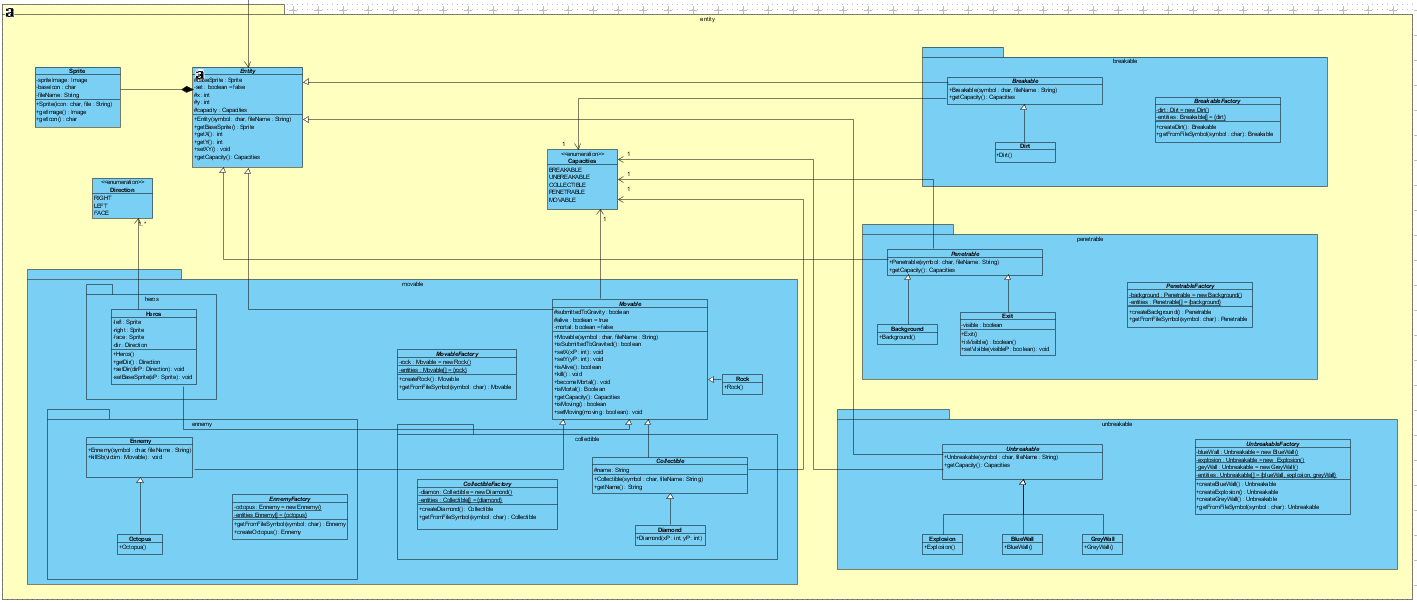 a
entity
Sprite
-spriteImage: Image
-baseIcon : char
-fileName: String
+Sprite(icon : char, file : String)
+getImage() : Image
+getIcon() : char
a
Entity
-set : boolean = false
#x : int
#y : int
#capacity : Capacities
+Entity(symbol : char, fileName : String)
+getBaseSprite() : Sprite
+getX() : int
+getY() : int
+setXY() : void
+getCapacity() : Capacities
<<enumeration>>
Direction
RIGHT
LEFT
FACE
1
<<enumeration>>
Capacities
BREAKABLE
UNBREAKABLE
COLLECTIBLE
PENETRABLE
MOVABLE
1
1
1
1
breakable
Breakable
+Breakable(symbol : char, fileName : String)
+getCapacity() : Capacities
Dirt
+Dirt()
BreakableFactory
-dirt : Dirt = new Dirt()
-entities : Breakable[] = {dirt}
+createDirt() : Breakable
+getFromFileSymbol(symbol : char) : Breakable
penetrable
Penetrable
+Penetrable(symbol : char, fileName : String)
+getCapacity() : Capacities
Background
+Background()
Exit
-visible : boolean
+Exit()
+isVisible() : boolean()
+setVisible(visibleP : boolean) : void
PenetrableFactory
-background : Penetrable = new Background()
-entities : Penetrable[] = {background}
+createBackground() : Penetrable
+getFromFileSymbol(symbol : char) : Penetrable
movable
heros
Heros
-left : Sprite
-right : Sprite
-face : Sprite
-dir : Direction
+Heros()
+getDir() : Direction
+setDir(dirP : Direction) : void
-setBaseSprite(sP : Sprite) : void
MovableFactory
-rock : Movable = new Rock()
-entities : Movable[] = {rock}
+createRock() : Movable
+getFromFileSymbol(symbol : char) : Movable
Movable
#submittedToGravity : boolean
#alive : boolean = true
-mortal : boolean = false
+Movable(symbol : char, fileName : String)
+isSubmittedToGravited() : boolean
+setX(xP : int) : void
+setY(yP : int) : void
+isAlive() : boolean
+kill() : void
+becomeMortal() : void
+isMortal() : Boolean
+getCapacity() : Capacities
+isMoving() : boolean
+setMoving(moving : boolean) : void
Rock
+Rock()
ennemy
Ennemy
+Ennemy(symbol : char, fileName : String)
+killSb(victim : Movable) : void
Octopus
+Octopus()
EnnemyFactory
-octopus : Ennemy = new Ennemy()
-entities Ennemy[] = {octopus}
+getFromFileSymbol(symbol : char) : Ennemy
+createOctopus() : Ennemy
collectible
CollectibleFactory
-diamon : Collectible = new Diamond()
-entities : Collectible[] = {diamond}
+createDiamond() : Collectible
+getFromFileSymbol(symbol : char) : Collectible
Collectible
#name : String
+Collectible(symbol : char, fileName : String)
+getName() : String
Diamond
+Diamond(xP : int, yP : int)
unbreakable
Unbreakable
+Unbreakable(symbol : char, fileName : String)
+getCapacity() : Capacities
Explosion
+Explosion()
BlueWall
+BlueWall()
GreyWall
+GreyWall()
UnbreakableFactory
-blueWall : Unbreakable = new BlueWall()
-explosion : Unbreakable = new Explosion()
-greyWall : Unbreakable = new GreyWall()
-entities : Unbreakable[] = {blueWall, explosion, greyWall}
+createBlueWall() : Unbreakable
+createExplosion() : Unbreakable
+createGreyWall() : Unbreakable
+getFromFileSymbol(symbol : char) : Unbreakable